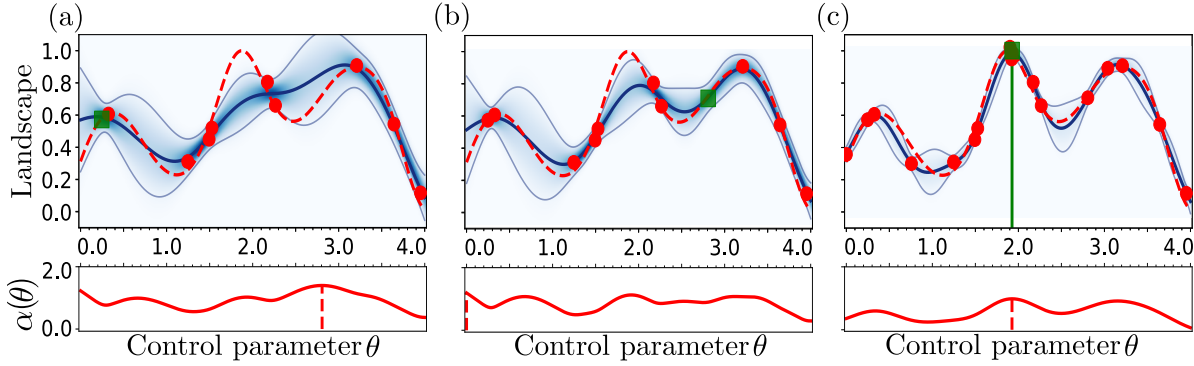 (a)
(b)
(c)
Landscape
1.0
0.8
0.6
0.4
0.2
0.0
0.0 1.0 2.0 3.0 4.0
0.0 1.0 2.0 3.0 4.0
0.0 1.0 2.0 3.0 4.0
α(θ)
2.0
0.0
Control parameter θ
Control parameter θ
Control parameter θ